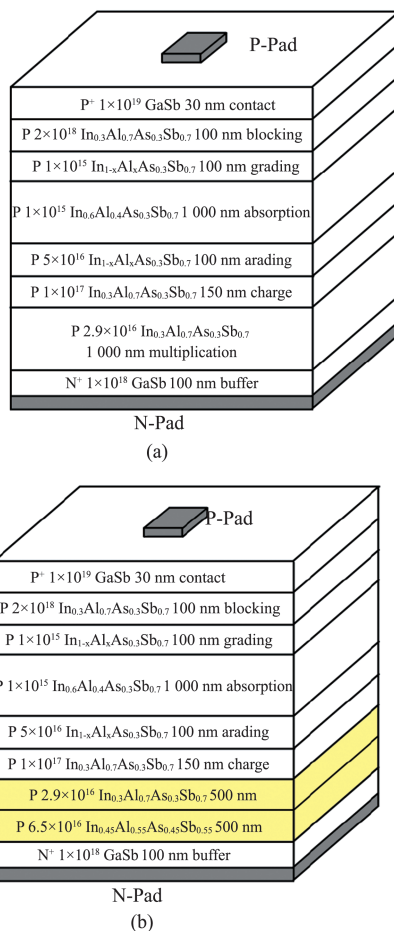 P-Pad
P⁺ 1×10¹⁹ GaSb 30 nm contact
P 2×10¹⁸ In₀.₃Al₀.₇As₀.₃Sb₀.₇ 100 nm blocking
P 1×10¹⁵ In₁₋ₓAlₓAs₀.₃Sb₀.₇ 100 nm grading
P 1×10¹⁵ In₀.₆Al₀.₄As₀.₃Sb₀.₇ 1 000 nm absorption
P 5×10¹⁶ In₁₋ₓAlₓAs₀.₃Sb₀.₇ 100 nm arading
P 1×10¹⁷ In₀.₃Al₀.₇As₀.₃Sb₀.₇ 150 nm charge
P 2.9×10¹⁶ In₀.₃Al₀.₇As₀.₃Sb₀.₇
1 000 nm multiplication
N⁺ 1×10¹⁸ GaSb 100 nm buffer
N-Pad
(a)
P-Pad
P⁺ 1×10¹⁹ GaSb 30 nm contact
P 2×10¹⁸ In₀.₃Al₀.₇As₀.₃Sb₀.₇ 100 nm blocking
P 1×10¹⁵ In₁₋ₓAlₓAs₀.₃Sb₀.₇ 100 nm grading
P 1×10¹⁵ In₀.₆Al₀.₄As₀.₃Sb₀.₇ 1 000 nm absorption
P 5×10¹⁶ In₁₋ₓAlₓAs₀.₃Sb₀.₇ 100 nm arading
P 1×10¹⁷ In₀.₃Al₀.₇As₀.₃Sb₀.₇ 150 nm charge
P 2.9×10¹⁶ In₀.₃Al₀.₇As₀.₃Sb₀.₇ 500 nm
P 6.5×10¹⁶ In₀.₄₅Al₀.₅₅As₀.₄₅Sb₀.₅₅ 500 nm
N⁺ 1×10¹⁸ GaSb 100 nm buffer
N-Pad
(b)